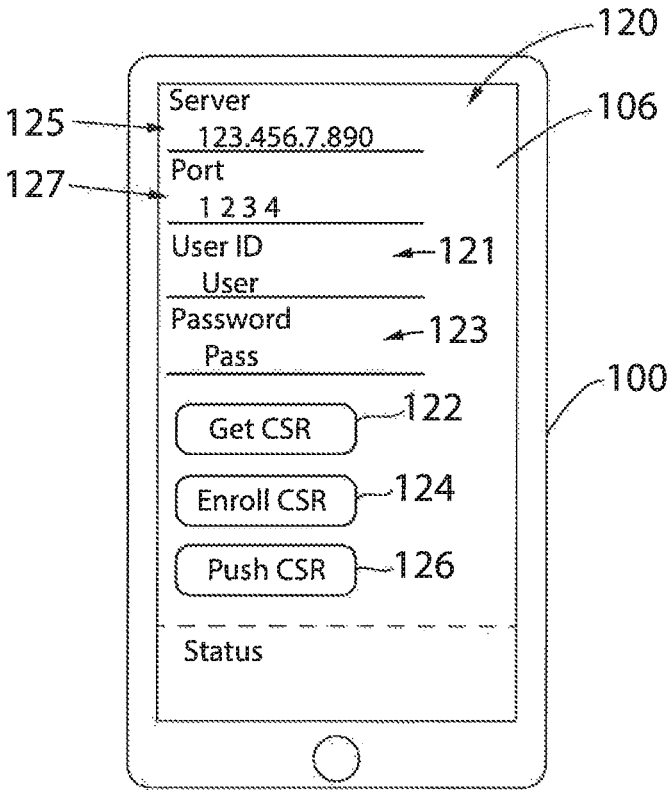 120
Server
125
106
123.456.7.890
Port
127
1 2 3 4
User ID
121
User
Password
123
Pass
100
122
Get CSR
124
Enroll CSR
126
Push CSR
Status